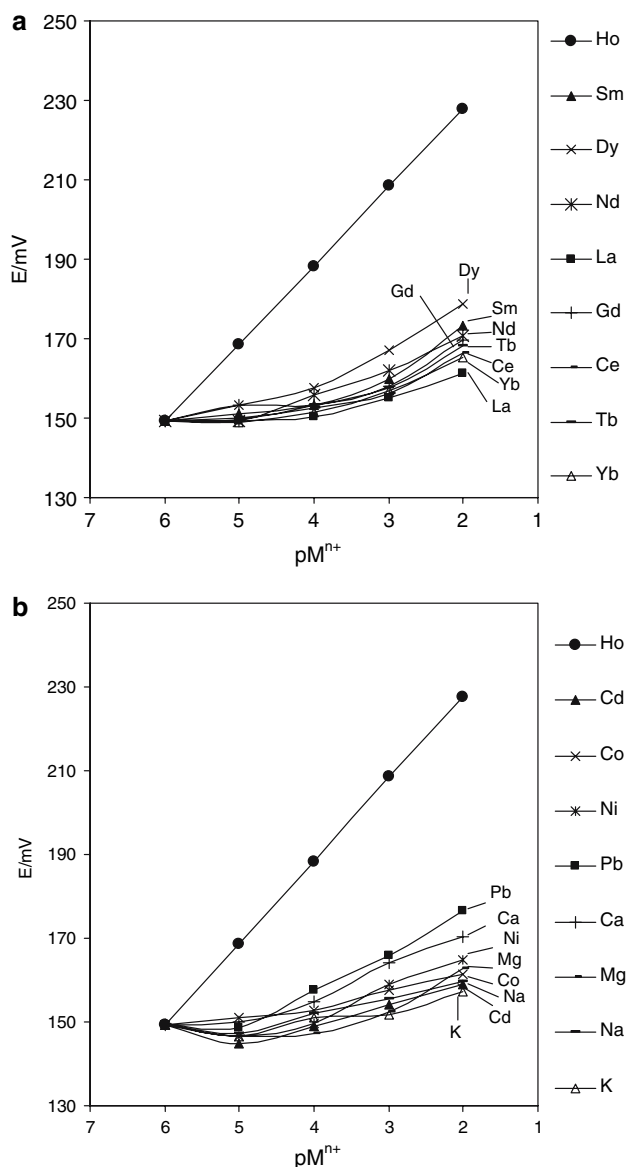 a
250
230
210
190
170
150
130
E/mV
7 6 5 4 3 2 1
pMⁿ⁺
Dy
Gd
Sm
Nd
Tb
Ce
Yb
La
Ho
Sm
Dy
Nd
La
Gd
Ce
Tb
Yb
b
250
230
210
190
170
150
130
E/mV
7 6 5 4 3 2 1
pMⁿ⁺
Pb
Ca
Ni
Mg
Co
Na
Cd
K
Ho
Cd
Co
Ni
Pb
Ca
Mg
Na
K